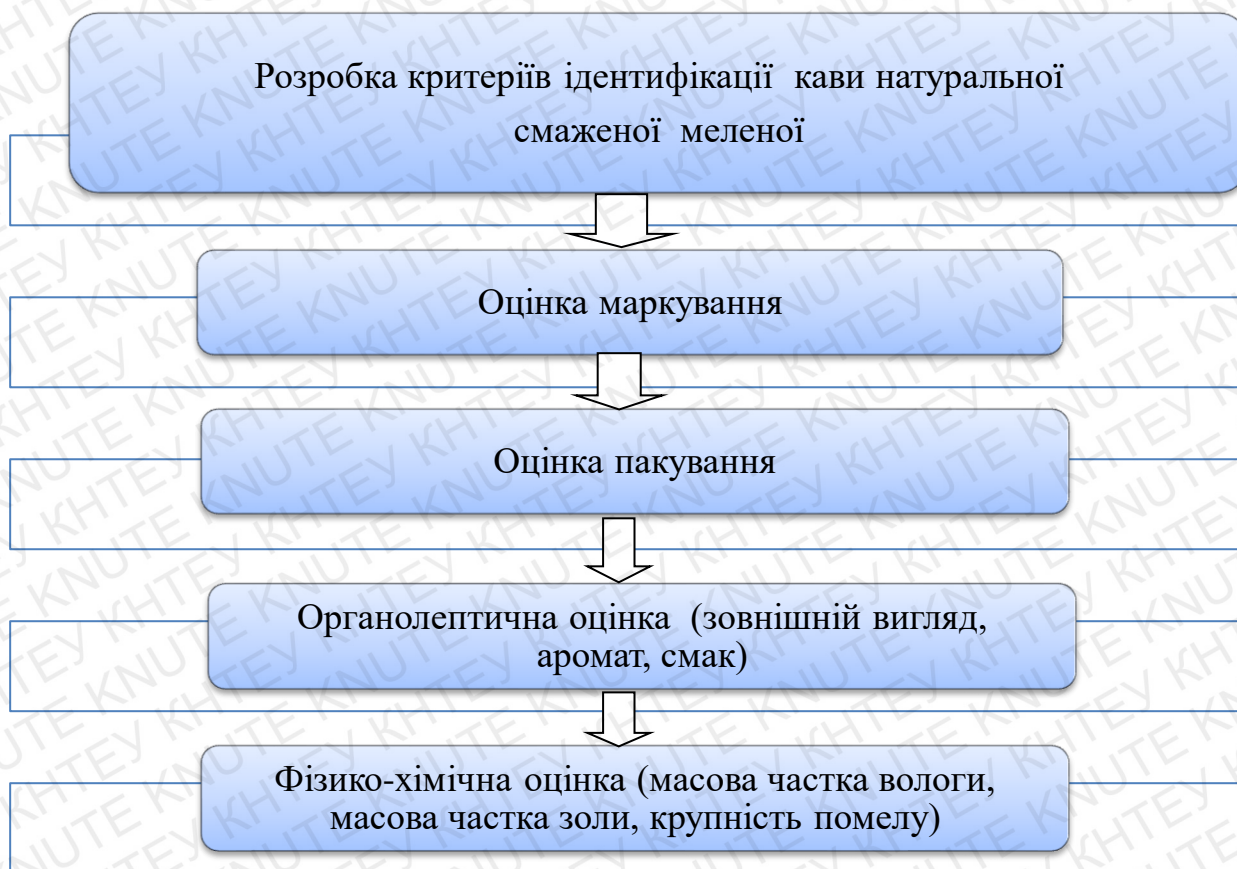 Розробка критеріїв ідентифікації кави натуральної
смаженої меленої
Оцінка маркування
Оцінка пакування
Органолептична оцінка (зовнішній вигляд,
аромат, смак)
Фізико-хімічна оцінка (масова частка вологи,
масова частка золи, крупність помелу)